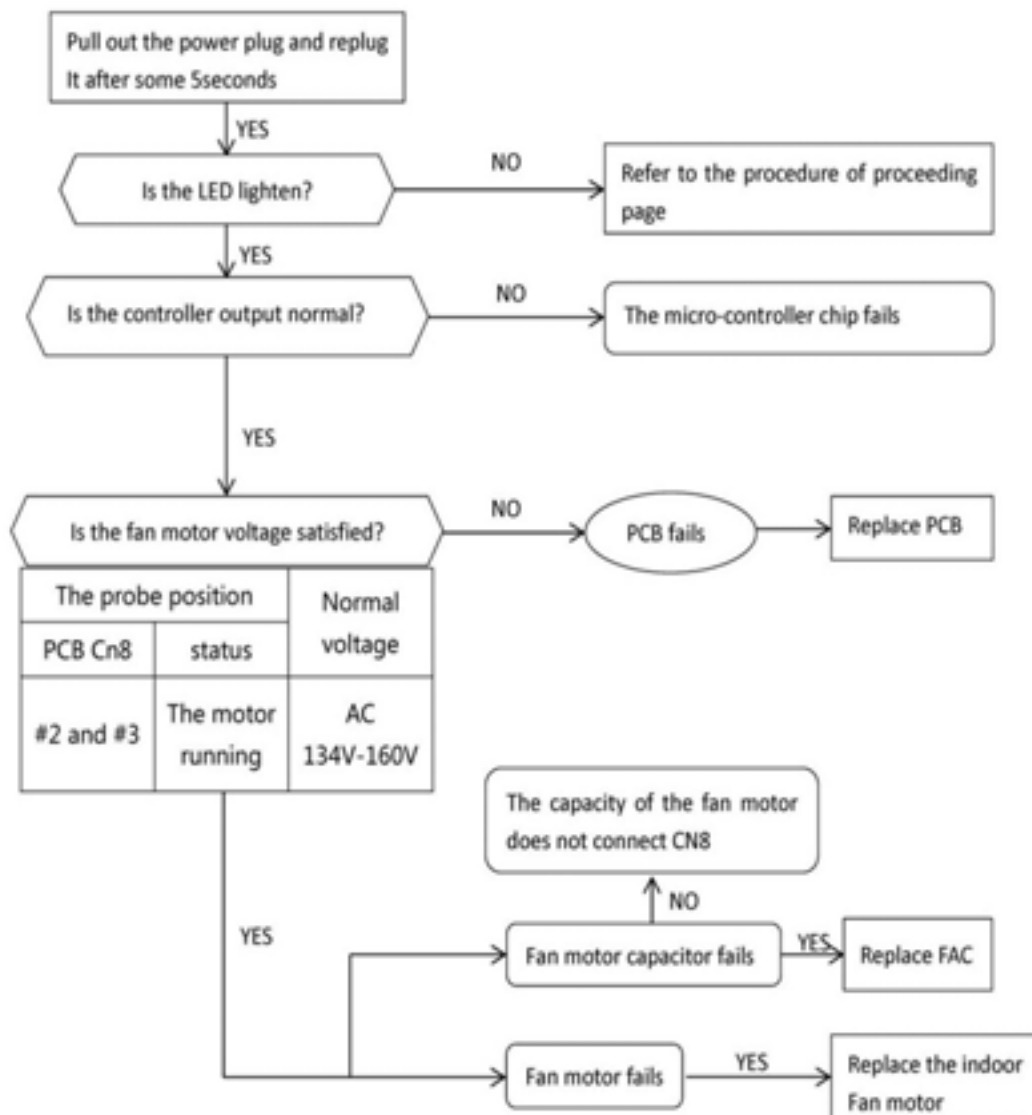 Pull out the power plug and replug
It after some 5seconds
YES
Is the LED lighten?
NO
Refer to the procedure of proceeding
page
YES
Is the controller output normal?
NO
The micro-controller chip fails
YES
Is the fan motor voltage satisfied?
NO
PCB fails
Replace PCB
The probe position
Normal
voltage
PCB Cn8
status
#2 and #3
The motor
running
AC
134V-160V
The capacity of the fan motor
does not connect CN8
NO
YES
Fan motor capacitor fails
YES
Replace FAC
Fan motor fails
YES
Replace the indoor
Fan motor